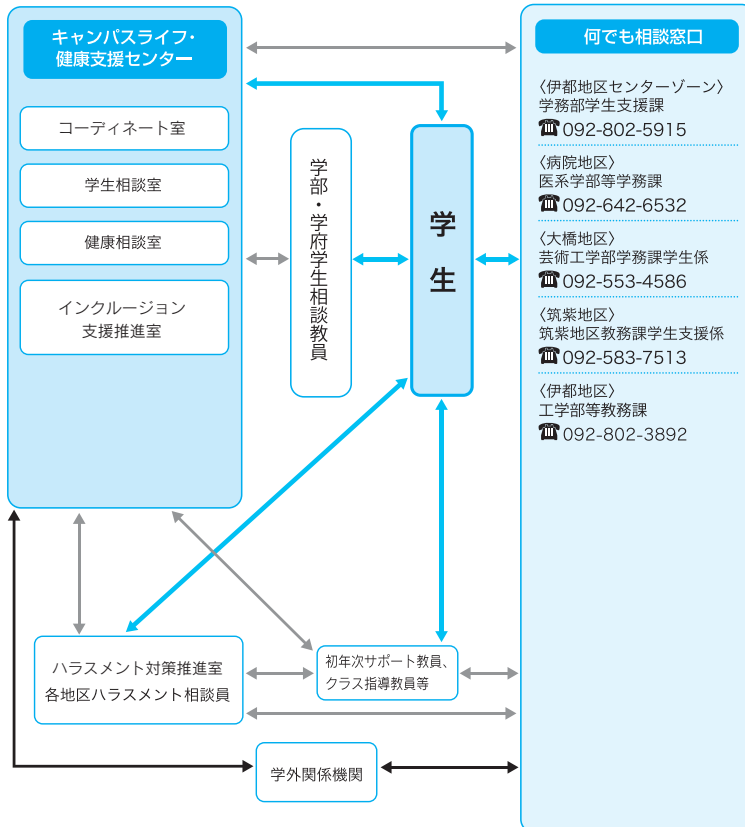 キャンパスライフ・
健康支援センター
コーディネート室
学生相談室
健康相談室
インクルージョン
支援推進室
学部・学府学生相談教員
学生
何でも相談窓口
〈伊都地区センターゾーン〉
学務部学生支援課
☎092-802-5915
〈病院地区〉
医系学部等学務課
☎092-642-6532
〈大橋地区〉
芸術工学部学務課学生係
☎092-553-4586
〈筑紫地区〉
筑紫地区教務課学生支援係
☎092-583-7513
〈伊都地区〉
工学部等教務課
☎092-802-3892
ハラスメント対策推進室
各地区ハラスメント相談員
初年次サポート教員、
クラス指導教員等
学外関係機関